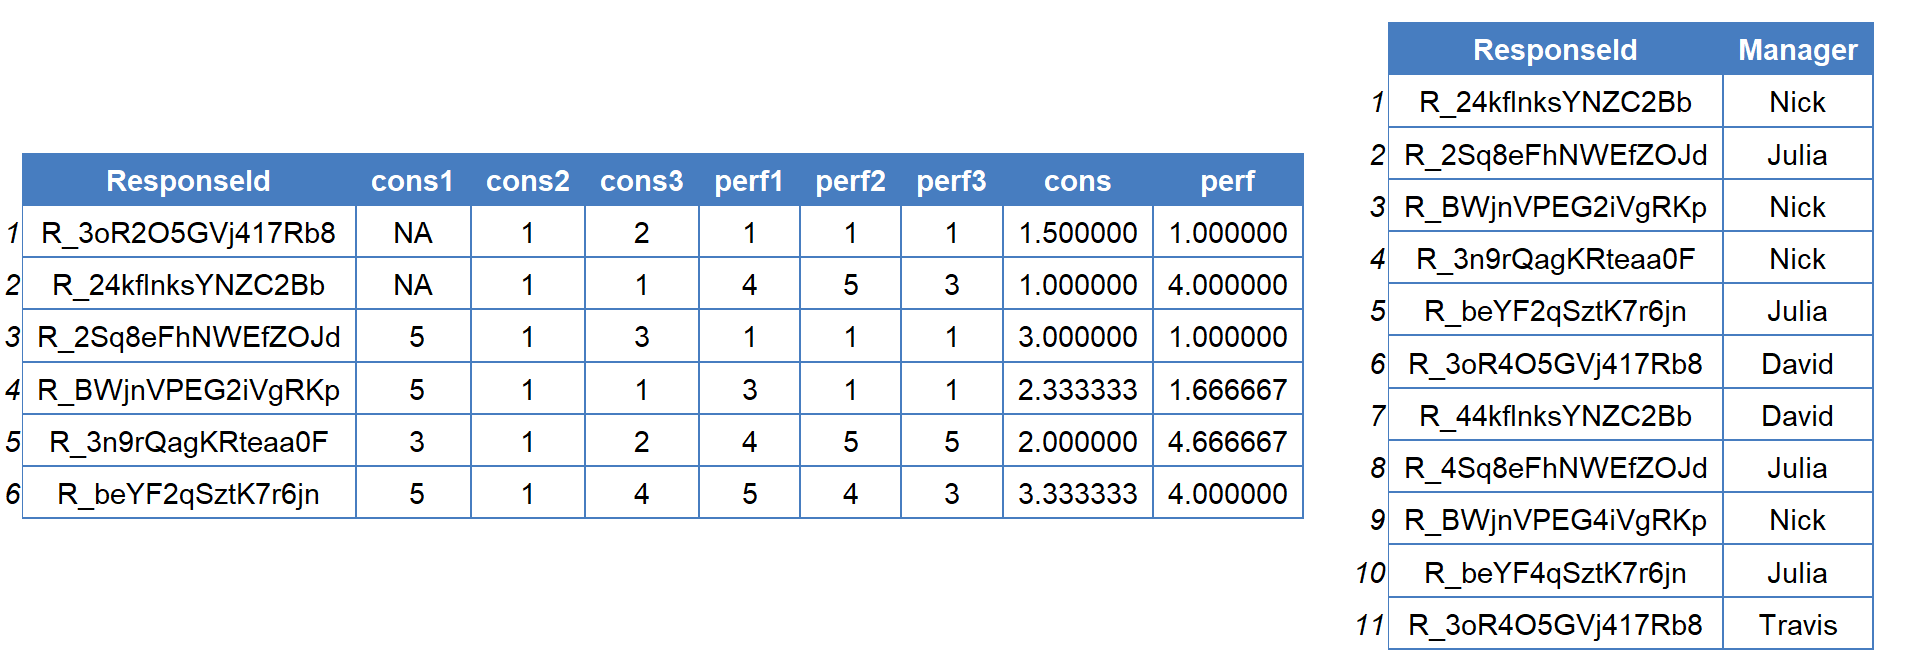 ResponseId cons1 cons2 cons3 perf1 perf2 perf3 cons perf
1 R_3oR2O5GVj417Rb8 NA 1 2 1 1 1 1.500000 1.000000
2 R_24kflnksYNZC2Bb NA 1 1 4 5 3 1.000000 4.000000
3 R_2Sq8eFhNWEfZOJd 5 1 3 1 1 1 3.000000 1.000000
4 R_BWjnVPEG2iVgRKp 5 1 1 3 1 1 2.333333 1.666667
5 R_3n9rQagKRteaa0F 3 1 2 4 5 5 2.000000 4.666667
6 R_beYF2qSztK7r6jn 5 1 4 5 4 3 3.333333 4.000000
ResponseId Manager
1 R_24kflnksYNZC2Bb Nick
2 R_2Sq8eFhNWEfZOJd Julia
3 R_BWjnVPEG2iVgRKp Nick
4 R_3n9rQagKRteaa0F Nick
5 R_beYF2qSztK7r6jn Julia
6 R_3oR4O5GVj417Rb8 David
7 R_44kflnksYNZC2Bb David
8 R_4Sq8eFhNWEfZOJd Julia
9 R_BWjnVPEG4iVgRKp Nick
10 R_beYF4qSztK7r6jn Julia
11 R_3oR4O5GVj417Rb8 Travis